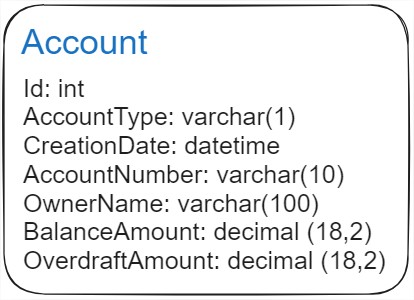 Account
Id: int
AccountType: varchar(1)
CreationDate: datetime
AccountNumber: varchar(10)
OwnerName: varchar(100)
BalanceAmount: decimal (18,2)
OverdraftAmount: decimal (18,2)